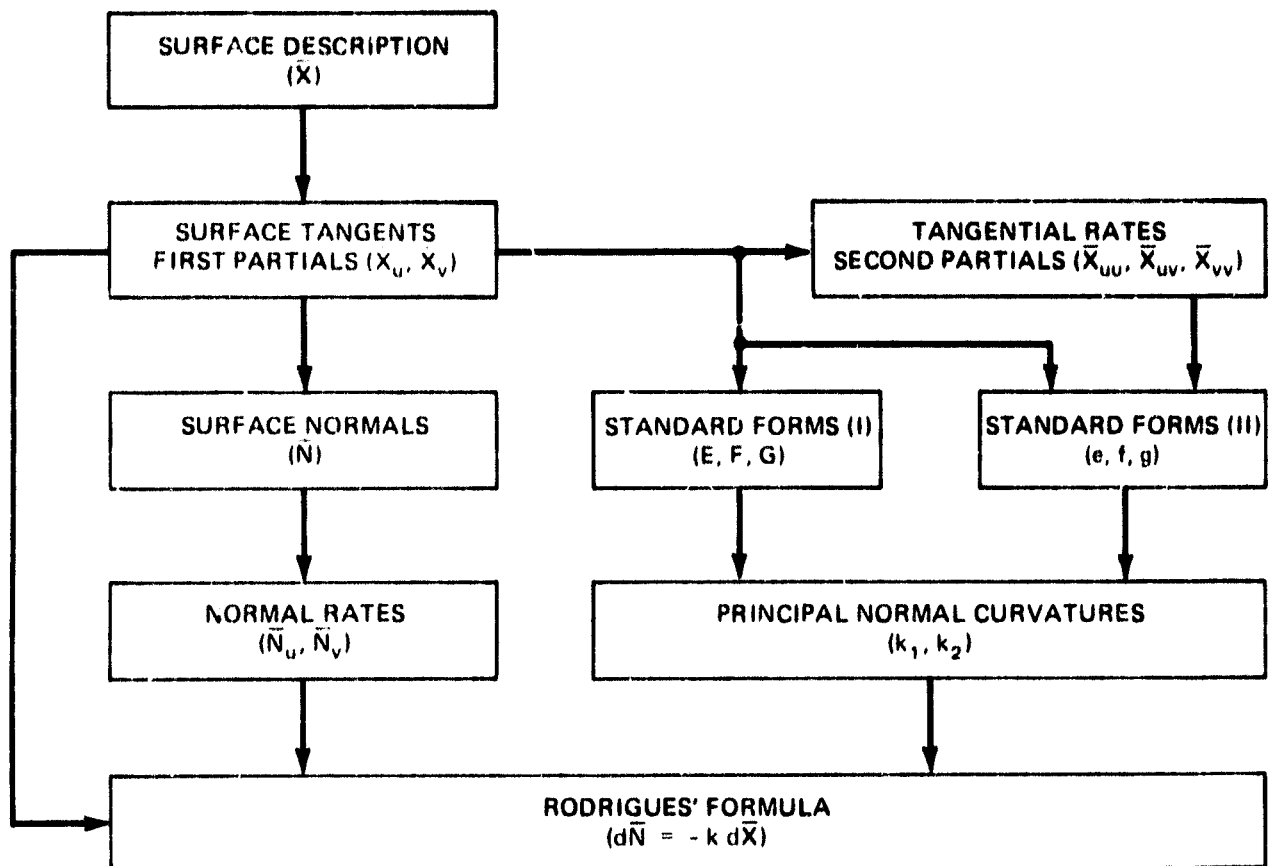 SURFACE DESCRIPTION
(X̄)
SURFACE TANGENTS
FIRST PARTIALS (X_u, X_v)
TANGENTIAL RATES
SECOND PARTIALS (X̄_uu, X̄_uv, X̄_vv)
SURFACE NORMALS
(N̄)
STANDARD FORMS (I)
(E, F, G)
STANDARD FORMS (II)
(e, f, g)
NORMAL RATES
(N̄_u, N̄_v)
PRINCIPAL NORMAL CURVATURES
(k_1, k_2)
RODRIGUES' FORMULA
(dN̄ = - k dX̄)